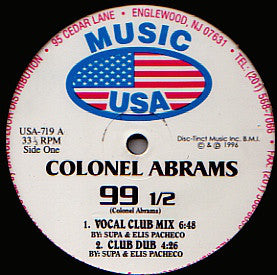 DISTRIBUTION • 95 CEDAR LANE • ENGLEWOOD, NJ 07631 • TEL: (201) 568-
MUSIC
USA
USA-719 A
33 ⅓ RPM
Side One
Disc-Tinct Music Inc. B.M.I.
© & ℗ 1996
COLONEL ABRAMS
99 1/2
(Colonel Abrams)
1. VOCAL CLUB MIX 6:48
BY: SUPA & ELIS PACHECO
2. CLUB DUB 4:26
BY: SUPA & ELIS PACHECO